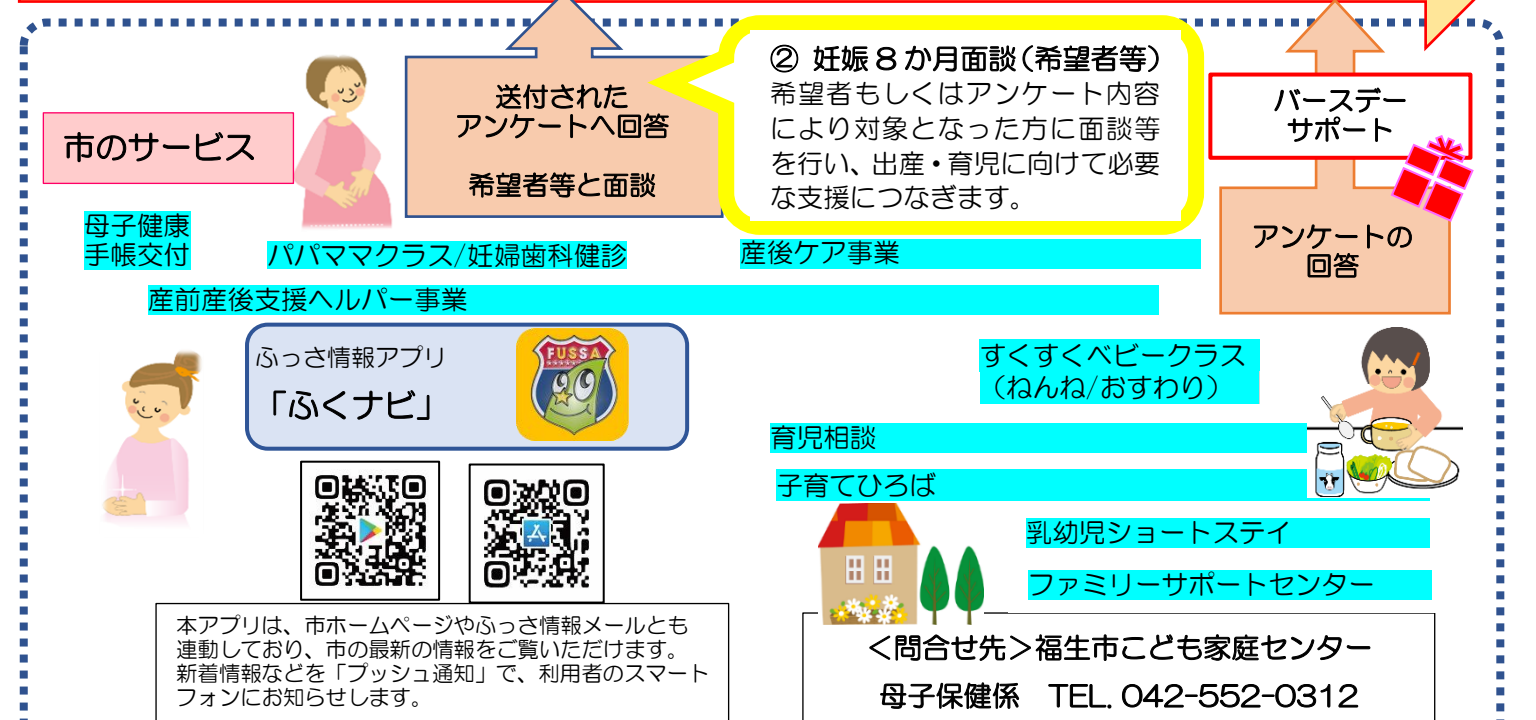 市のサービス
送付された
アンケートへ回答
希望者等と面談
② 妊娠８か月面談（希望者等）
希望者もしくはアンケート内容
により対象となった方に面談等
を行い、出産・育児に向けて必要
な支援につなぎます。
バースデー
サポート
アンケートの
回答
母子健康
手帳交付
パパママクラス/妊婦歯科健診
産後ケア事業
産前産後支援ヘルパー事業
ふっさ情報アプリ
「ふくナビ」
FUSSA
すくすくベビークラス
（ねんね/おすわり）
育児相談
子育てひろば
乳幼児ショートステイ
ファミリーサポートセンター
本アプリは、市ホームページやふっさ情報メールとも
連動しており、市の最新の情報をご覧いただけます。
新着情報などを「プッシュ通知」で、利用者のスマート
フォンにお知らせします。
＜問合せ先＞福生市こども家庭センター
母子保健係　TEL. 042-552-0312